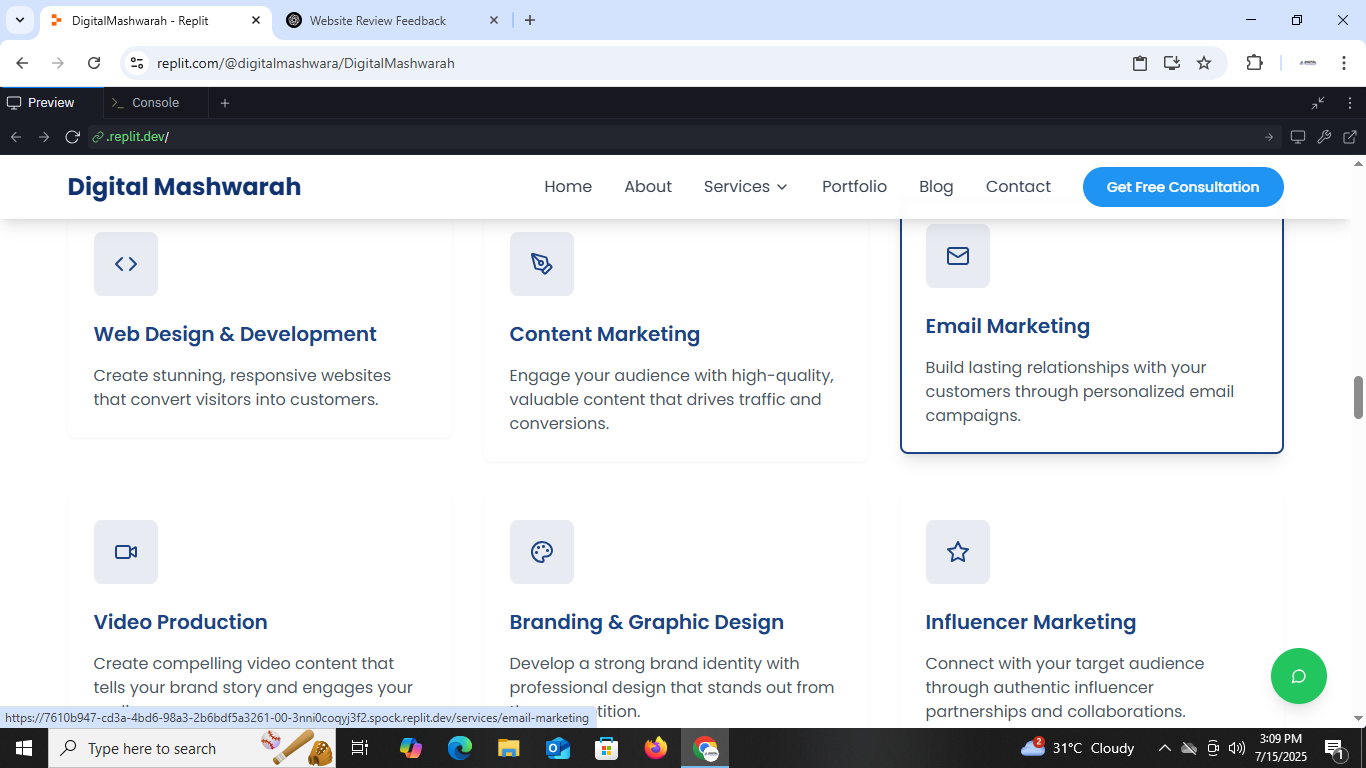 DigitalMashwarah - Replit
Website Review Feedback
replit.com/@digitalmashwara/DigitalMashwarah
Preview
Console
.replit.dev/
Digital Mashwarah
Home
About
Services
Portfolio
Blog
Contact
Get Free Consultation
Web Design & Development
Create stunning, responsive websites
that convert visitors into customers.
Content Marketing
Engage your audience with high-quality,
valuable content that drives traffic and
conversions.
Email Marketing
Build lasting relationships with your
customers through personalized email
campaigns.
Video Production
Create compelling video content that
tells your brand story and engages your
Branding & Graphic Design
Develop a strong brand identity with
professional design that stands out from
Influencer Marketing
Connect with your target audience
through authentic influencer
partnerships and collaborations.
https://7610b947-cd3a-4bd6-98a3-2b6bdf5a3261-00-3nni0coqyj3f2.spock.replit.dev/services/email-marketing
Type here to search
2
31°C Cloudy
3:09 PM
7/15/2025
1